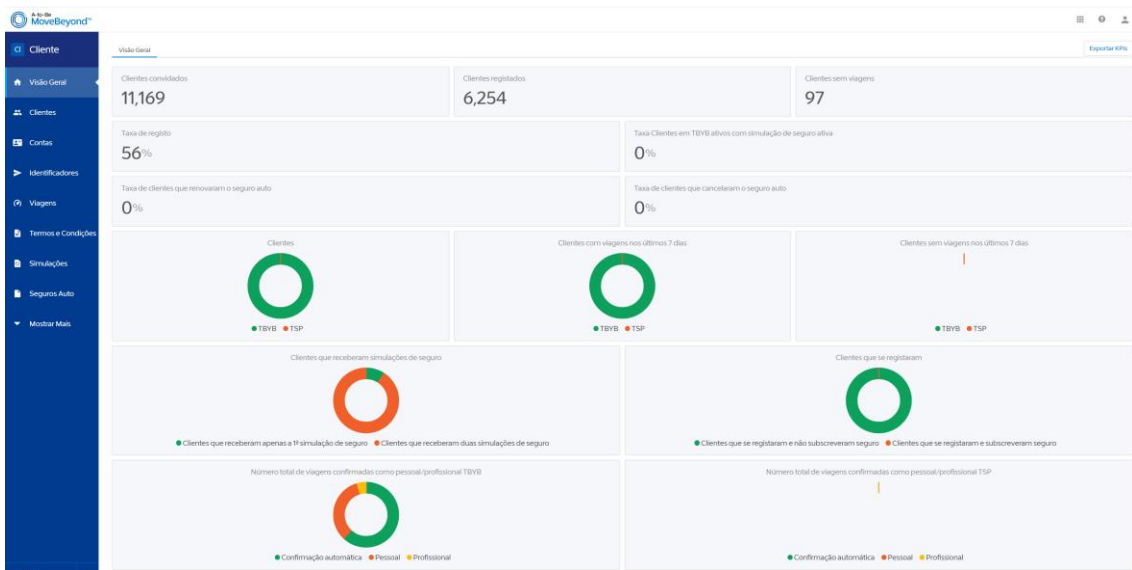 A-to-Be
MoveBeyond™
Cl Cliente
Visão Geral
Clientes
Contas
Identificadores
Viagens
Termos e Condições
Simulações
Seguros Auto
Mostrar Mais
Visão Geral
Exportar KPIs
Clientes convidados
11,169
Clientes registados
6,254
Clientes sem viagens
97
Taxa de registo
56%
Taxa Clientes em TBYB ativos com simulação de seguro ativa
0%
Taxa de clientes que renovaram o seguro auto
0%
Taxa de clientes que cancelaram o seguro auto
0%
Clientes
TBYB TSP
Clientes com viagens nos últimos 7 dias
TBYB TSP
Clientes sem viagens nos últimos 7 dias
TBYB TSP
Clientes que receberam simulações de seguro
Clientes que receberam apenas a 1ª simulação de seguro Clientes que receberam duas simulações de seguro
Clientes que se registaram
Clientes que se registaram e não subscreveram seguro Clientes que se registaram e subscreveram seguro
Número total de viagens confirmadas como pessoal/profissional TBYB
Confirmação automática Pessoal Profissional
Número total de viagens confirmadas como pessoal/profissional TSP
Confirmação automática Pessoal Profissional